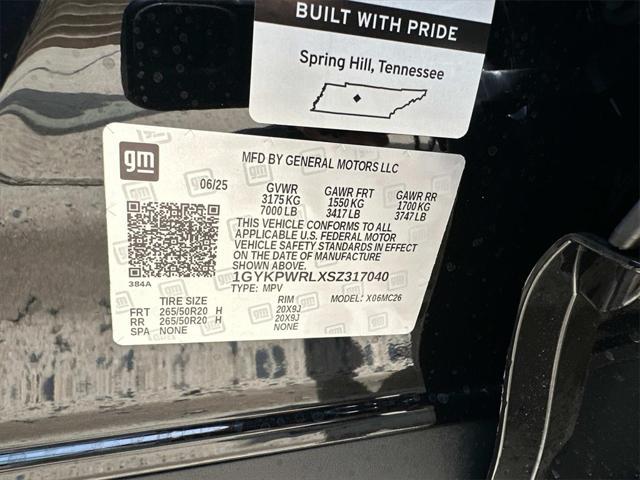 BUILT WITH PRIDE
Spring Hill, Tennessee
gm
MFD BY GENERAL MOTORS LLC
06/25 GVWR GAWR FRT GAWR RR
3175 KG 1550 KG 1700 KG
7000 LB 3417 LB 3747 LB
THIS VEHICLE CONFORMS TO ALL
APPLICABLE U.S. FEDERAL MOTOR
VEHICLE SAFETY STANDARDS IN EFFECT
ON THE DATE OF MANUFACTURE
SHOWN ABOVE.
384A 1GYKPWRLXSZ317040
TYPE: MPV MODEL: X06MC26
TIRE SIZE RIM
FRT 265/50R20 H 20X9J
RR 265/50R20 H 20X9J
SPA NONE NONE